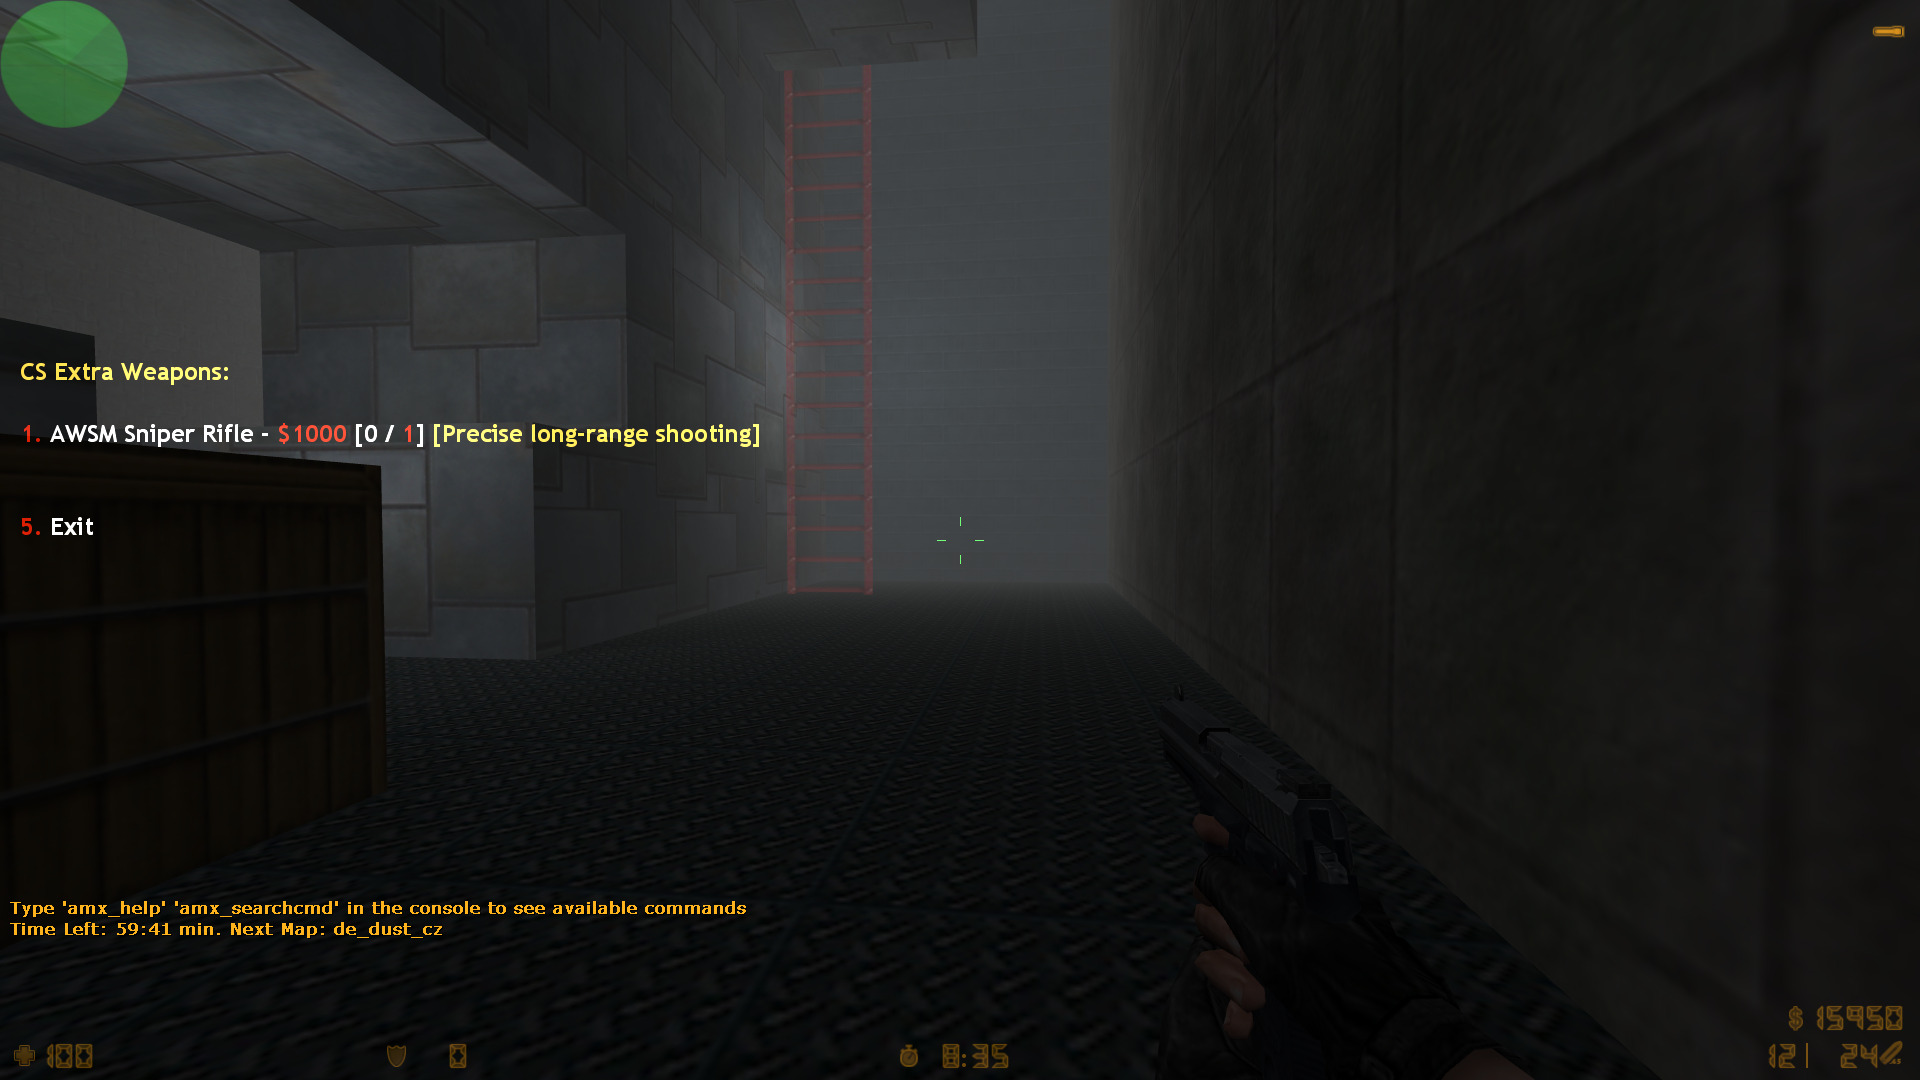 CS Extra Weapons:
1. AWSM Sniper Rifle - $1000 [0 / 1] [Precise long-range shooting]
5. Exit
Type 'amx_help' 'amx_searchcmd' in the console to see available commands
Time Left: 59:41 min. Next Map: de_dust_cz
$ 15950
100 0 8:35 12| 24